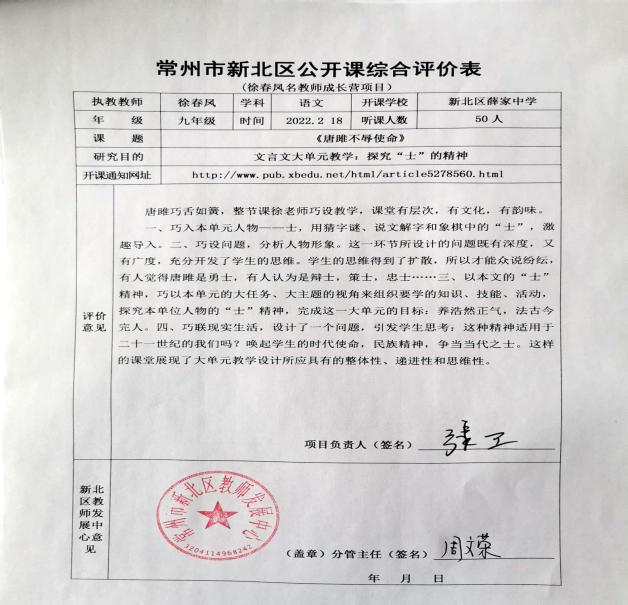 常州市新北区公开课综合评价表
（徐春风名教师成长营项目）
执教教师 徐春风 学科 语文 开课学校 新北区薛家中学
年 级 九年级 时间 2022.2 18 听课人数 50人
课 题 《唐雎不辱使命》
研究目的 文言文大单元教学：探究“士”的精神
开课通知网址 http://www.pub.xbedu.net/html/article5278560.html
唐雎巧舌如簧，整节课徐老师巧设教学，课堂有层次，有文化，有韵味。
一、巧入本单元人物——士，用猜字谜、说文解字和象棋中的“士”，激
趣导入。二、巧设问题，分析人物形象。这一环节所设计的问题既有深度，又
有广度，充分开发了学生的思维。学生的思维得到了扩散，所以才能众说纷纭，
有人觉得唐雎是勇士，有人认为是辩士，策士，忠士……三、以本文的“士”
精神，巧以本单元的大任务、大主题的视角来组织要学的知识、技能、活动，
探究本单位人物的“士”精神，完成这一大单元的目标：养浩然正气，法古今
完人。四、巧联现实生活，设计了一个问题，引发学生思考：这种精神适用于
二十一世纪的我们吗？唤起学生的时代使命，民族精神，争当当代之士。这样
的课堂展现了大单元教学设计所应具有的整体性、递进性和思维性。
评价
意见
项目负责人（签名）
新北
区教
师发
展中
心意
见
常州市新北区教师发展中心
3204114968247
（盖章）分管主任（签名） 周文荣
年 月 日